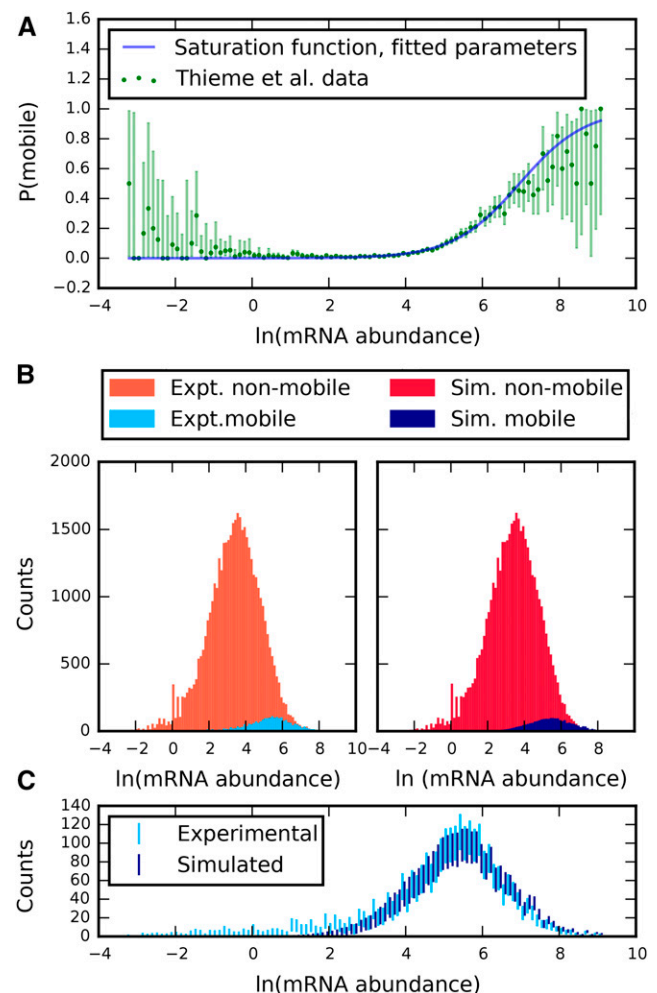 A
1.6
1.4
1.2
1.0
0.8
0.6
0.4
0.2
0.0
−0.2
P(mobile)
Saturation function, fitted parameters
Thieme et al. data
−4 −2 0 2 4 6 8 10
ln(mRNA abundance)
B
Expt. non-mobile Sim. non-mobile
Expt.mobile Sim. mobile
2000
1500
1000
500
0
Counts
−4 −2 0 2 4 6 8 10 −4 −2 0 2 4 6 8
ln(mRNA abundance) ln (mRNA abundance)
C
140
120
100
80
60
40
20
0
Counts
Experimental
Simulated
−4 −2 0 2 4 6 8 10
ln(mRNA abundance)